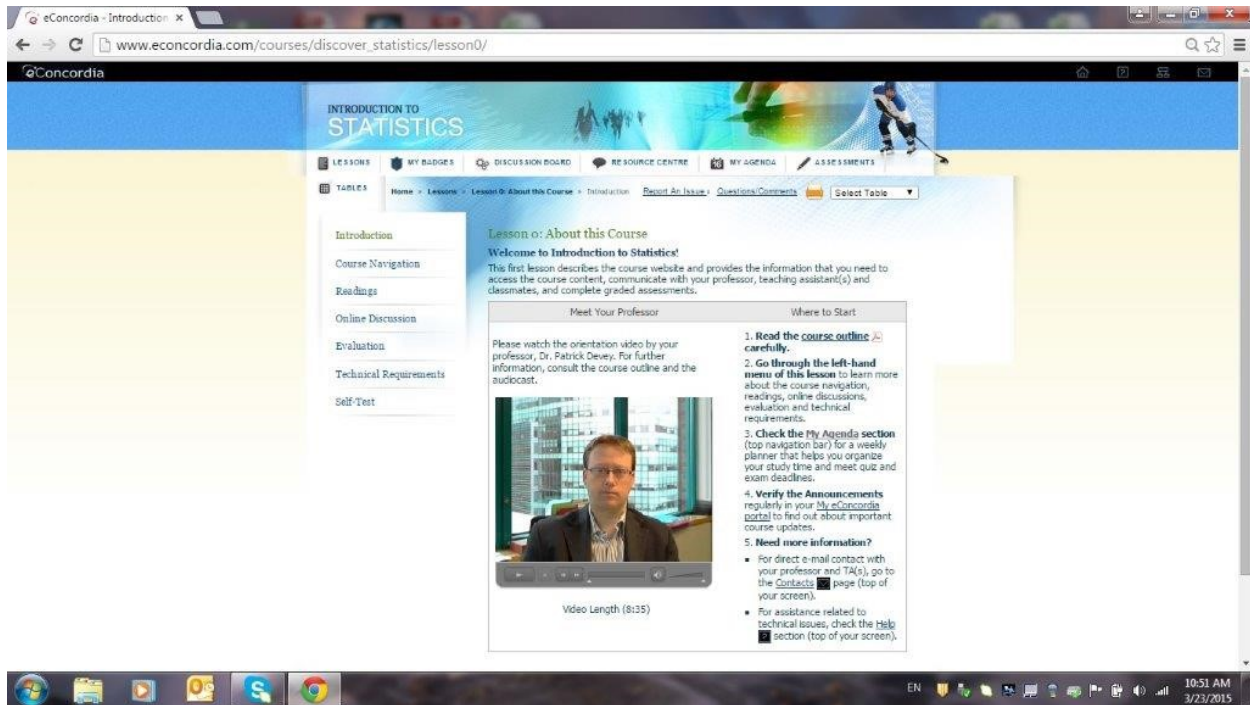 eConcordia - Introduction
www.econcordia.com/courses/discover_statistics/lesson0/
eConcordia
INTRODUCTION TO
STATISTICS
LESSONS
MY BADGES
DISCUSSION BOARD
RESOURCE CENTRE
MY AGENDA
ASSESSMENTS
TABLES
Home » Lessons » Lesson 0: About this Course » Introduction
Report An Issue
Questions/Comments
Select Table
Introduction
Course Navigation
Readings
Online Discussion
Evaluation
Technical Requirements
Self-Test
Lesson 0: About this Course
Welcome to Introduction to Statistics!
This first lesson describes the course website and provides the information that you need to
access the course content, communicate with your professor, teaching assistant(s) and
classmates, and complete graded assessments.
Meet Your Professor
Please watch the orientation video by your
professor, Dr. Patrick Devey. For further
information, consult the course outline and the
audiocast.
Video Length (8:35)
Where to Start
1. Read the course outline
carefully.
2. Go through the left-hand
menu of this lesson to learn more
about the course navigation,
readings, online discussions,
evaluation and technical
requirements.
3. Check the My Agenda section
(top navigation bar) for a weekly
planner that helps you organize
your study time and meet quiz and
exam deadlines.
4. Verify the Announcements
regularly in your My eConcordia
portal to find out about important
course updates.
5. Need more information?
▪ For direct e-mail contact with
your professor and TA(s), go to
the Contacts page (top of
your screen).
▪ For assistance related to
technical issues, check the Help
section (top of your screen).
EN
10:51 AM
3/23/2015